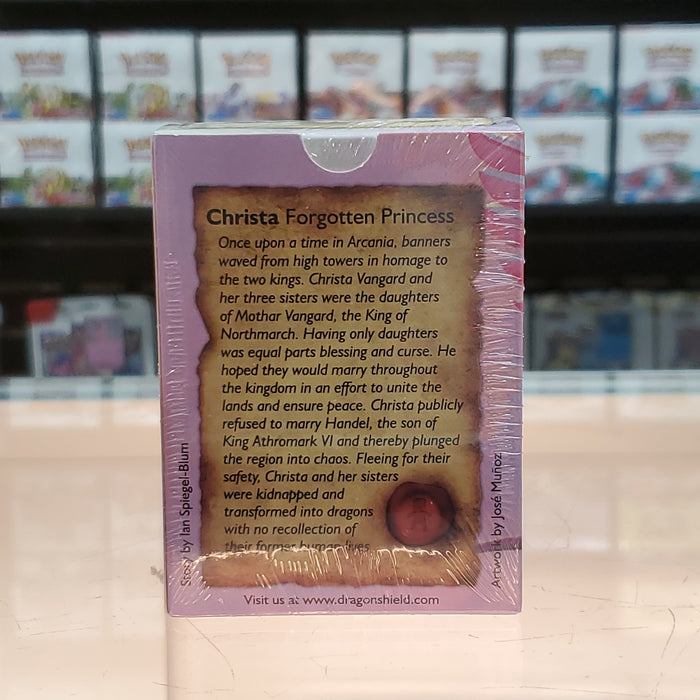 Christa Forgotten Princess
Once upon a time in Arcania, banners
waved from high towers in homage to
the two kings. Christa Vangard and
her three sisters were the daughters
of Mothar Vangard, the King of
Northmarch. Having only daughters
was equal parts blessing and curse. He
hoped they would marry throughout
the kingdom in an effort to unite the
lands and ensure peace. Christa publicly
refused to marry Handel, the son of
King Athromark VI and thereby plunged
the region into chaos. Fleeing for their
safety, Christa and her sisters
were kidnapped and
transformed into dragons
with no recollection of
their former human lives
Story by Ian Spiegel-Blum
Artwork by José Muñoz
Visit us at www.dragonshield.com